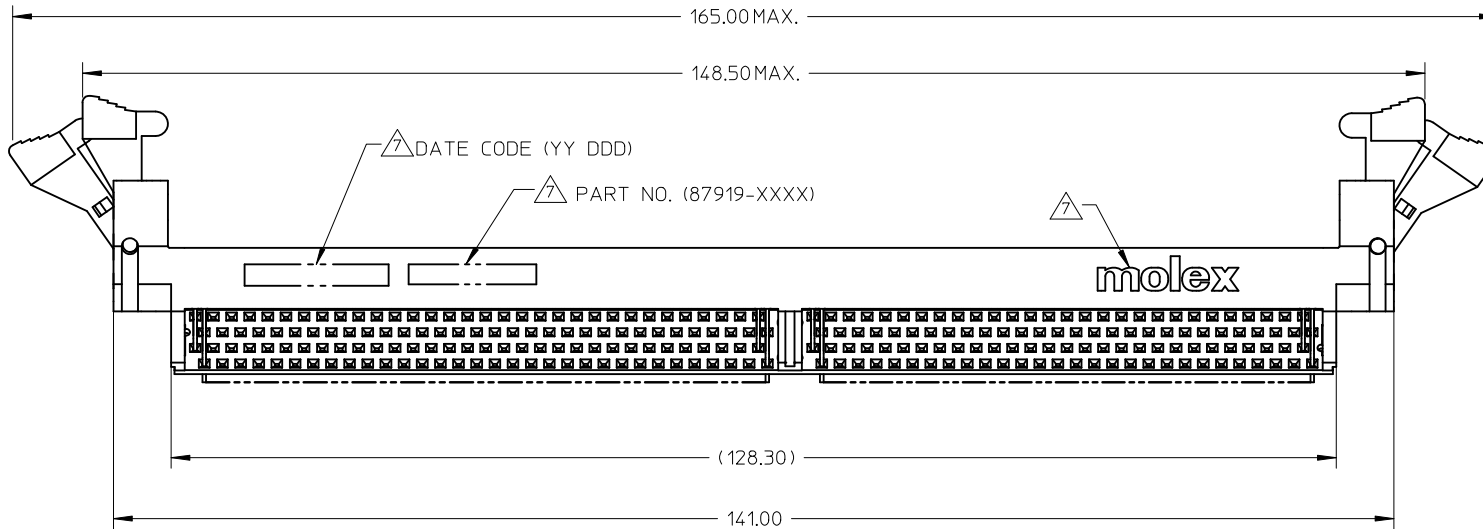 165.00 MAX.
148.50 MAX.
7 DATE CODE (YY DDD)
7 PART NO. (87919-XXXX)
7
molex
(128.30)
141.00